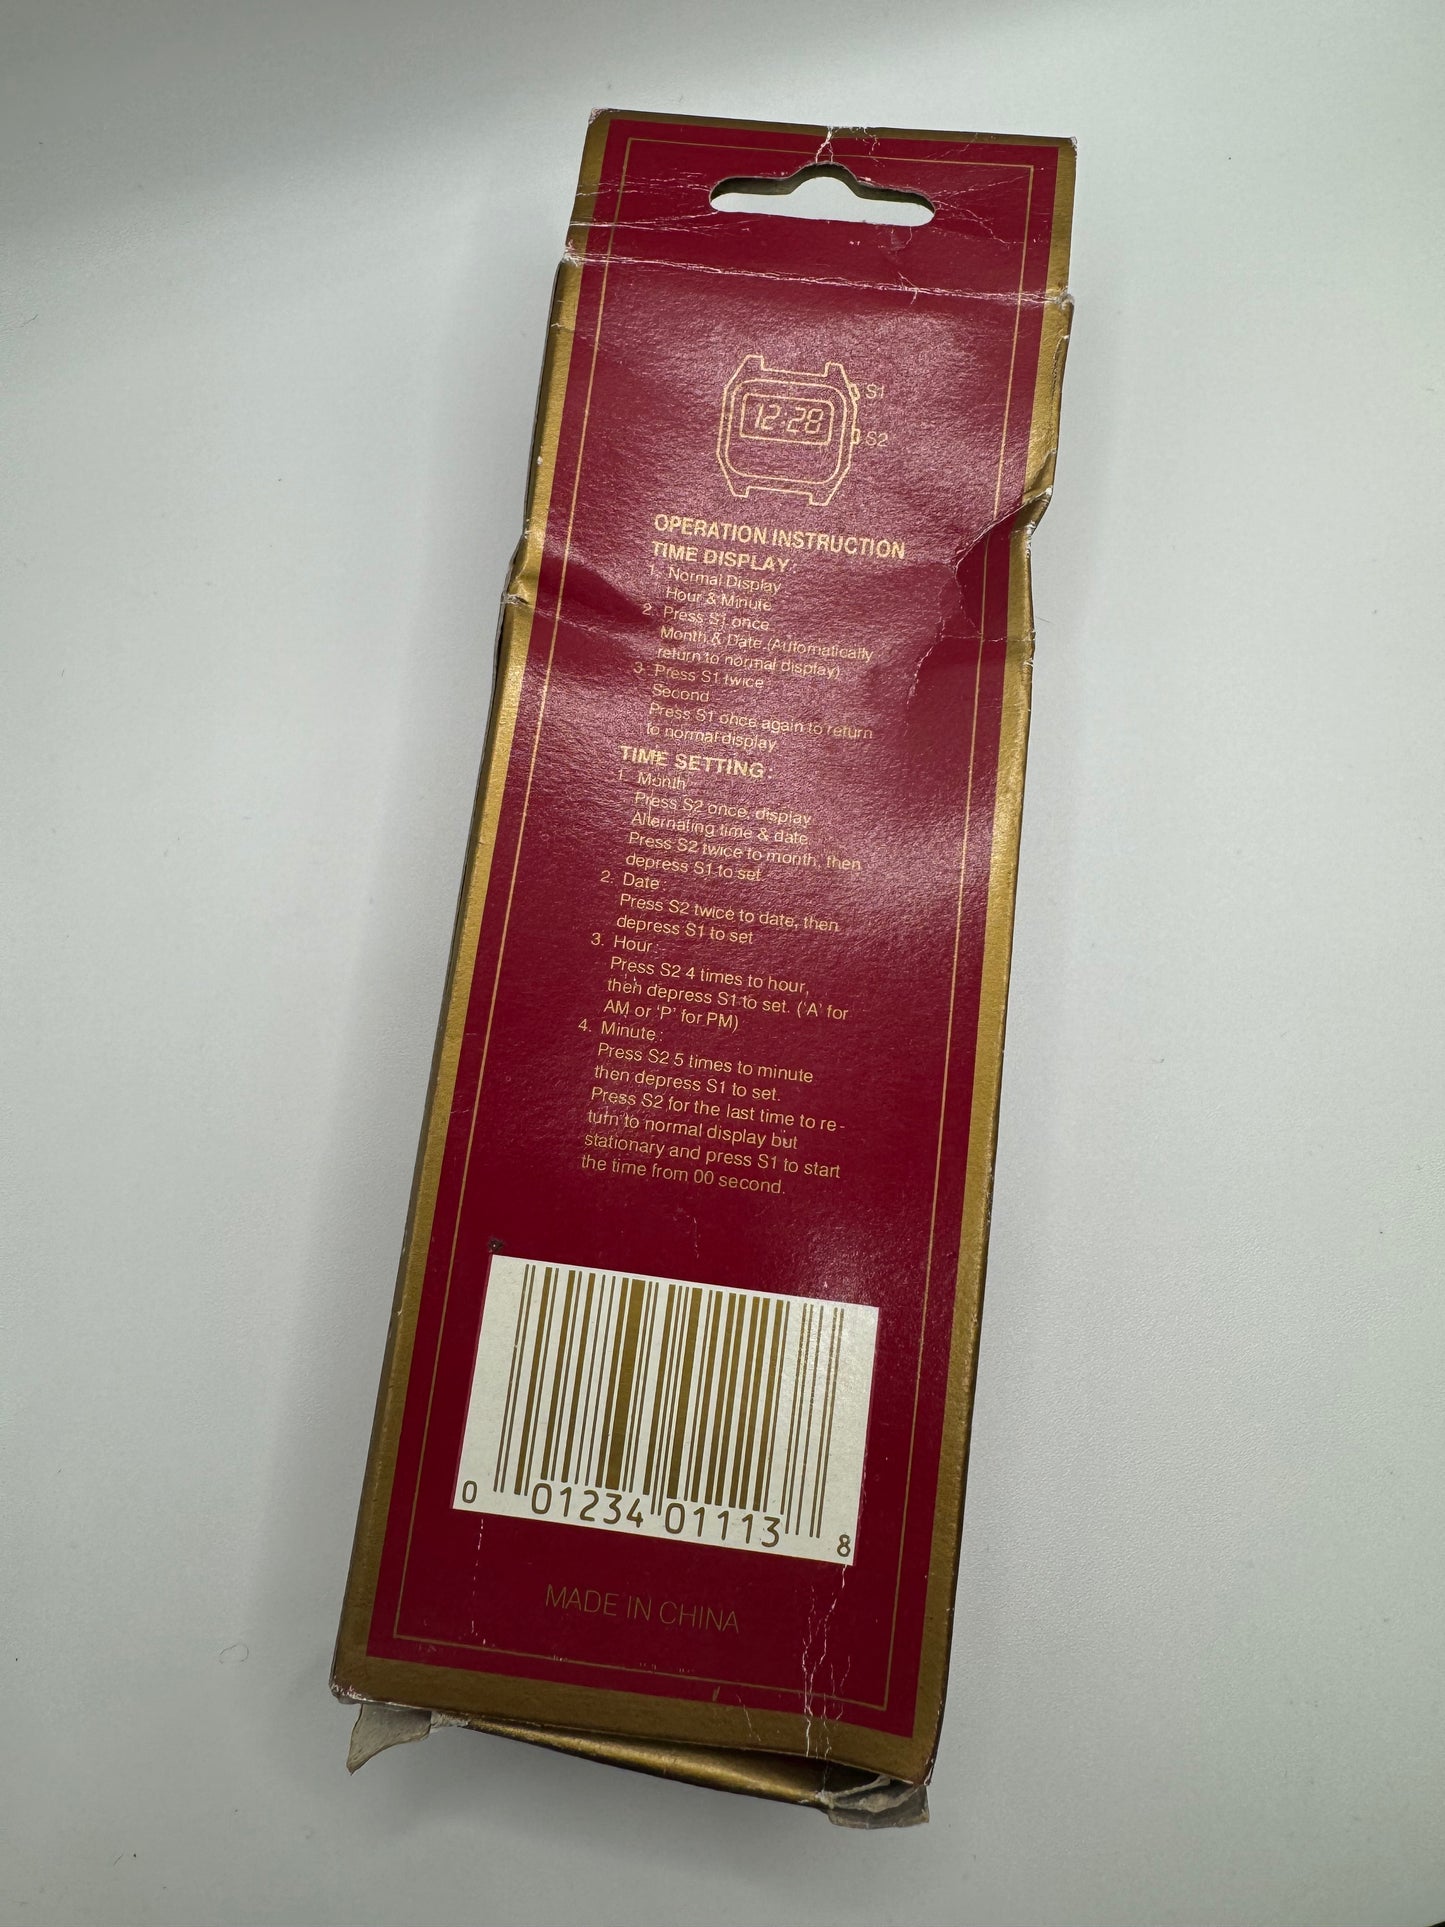 S1
12:28
S2
OPERATION INSTRUCTION
TIME DISPLAY:
1. Normal Display
Hour & Minute
2. Press S1 once
Month & Date (Automatically
return to normal display)
3. Press S1 twice
Second
Press S1 once again to return
to normal display
TIME SETTING:
1. Month
Press S2 once, display
Alternating time & date.
Press S2 twice to month, then
depress S1 to set
2. Date:
Press S2 twice to date, then
depress S1 to set
3. Hour:
Press S2 4 times to hour,
then depress S1 to set. ('A' for
AM or 'P' for PM)
4. Minute:
Press S2 5 times to minute
then depress S1 to set.
Press S2 for the last time to re-
turn to normal display but
stationary and press S1 to start
the time from 00 second.
0 01234 01113 8
MADE IN CHINA